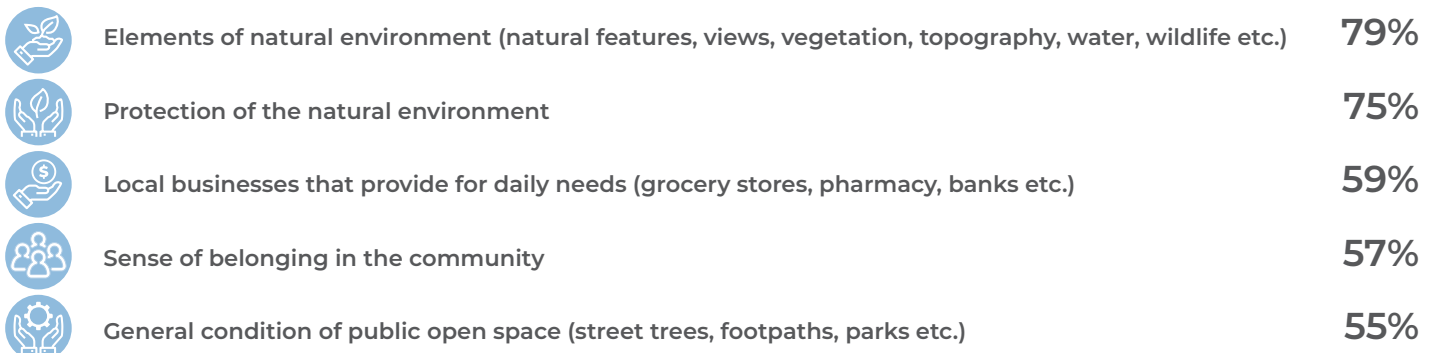 Elements of natural environment (natural features, views, vegetation, topography, water, wildlife etc.) 79%
Protection of the natural environment 75%
Local businesses that provide for daily needs (grocery stores, pharmacy, banks etc.) 59%
Sense of belonging in the community 57%
General condition of public open space (street trees, footpaths, parks etc.) 55%